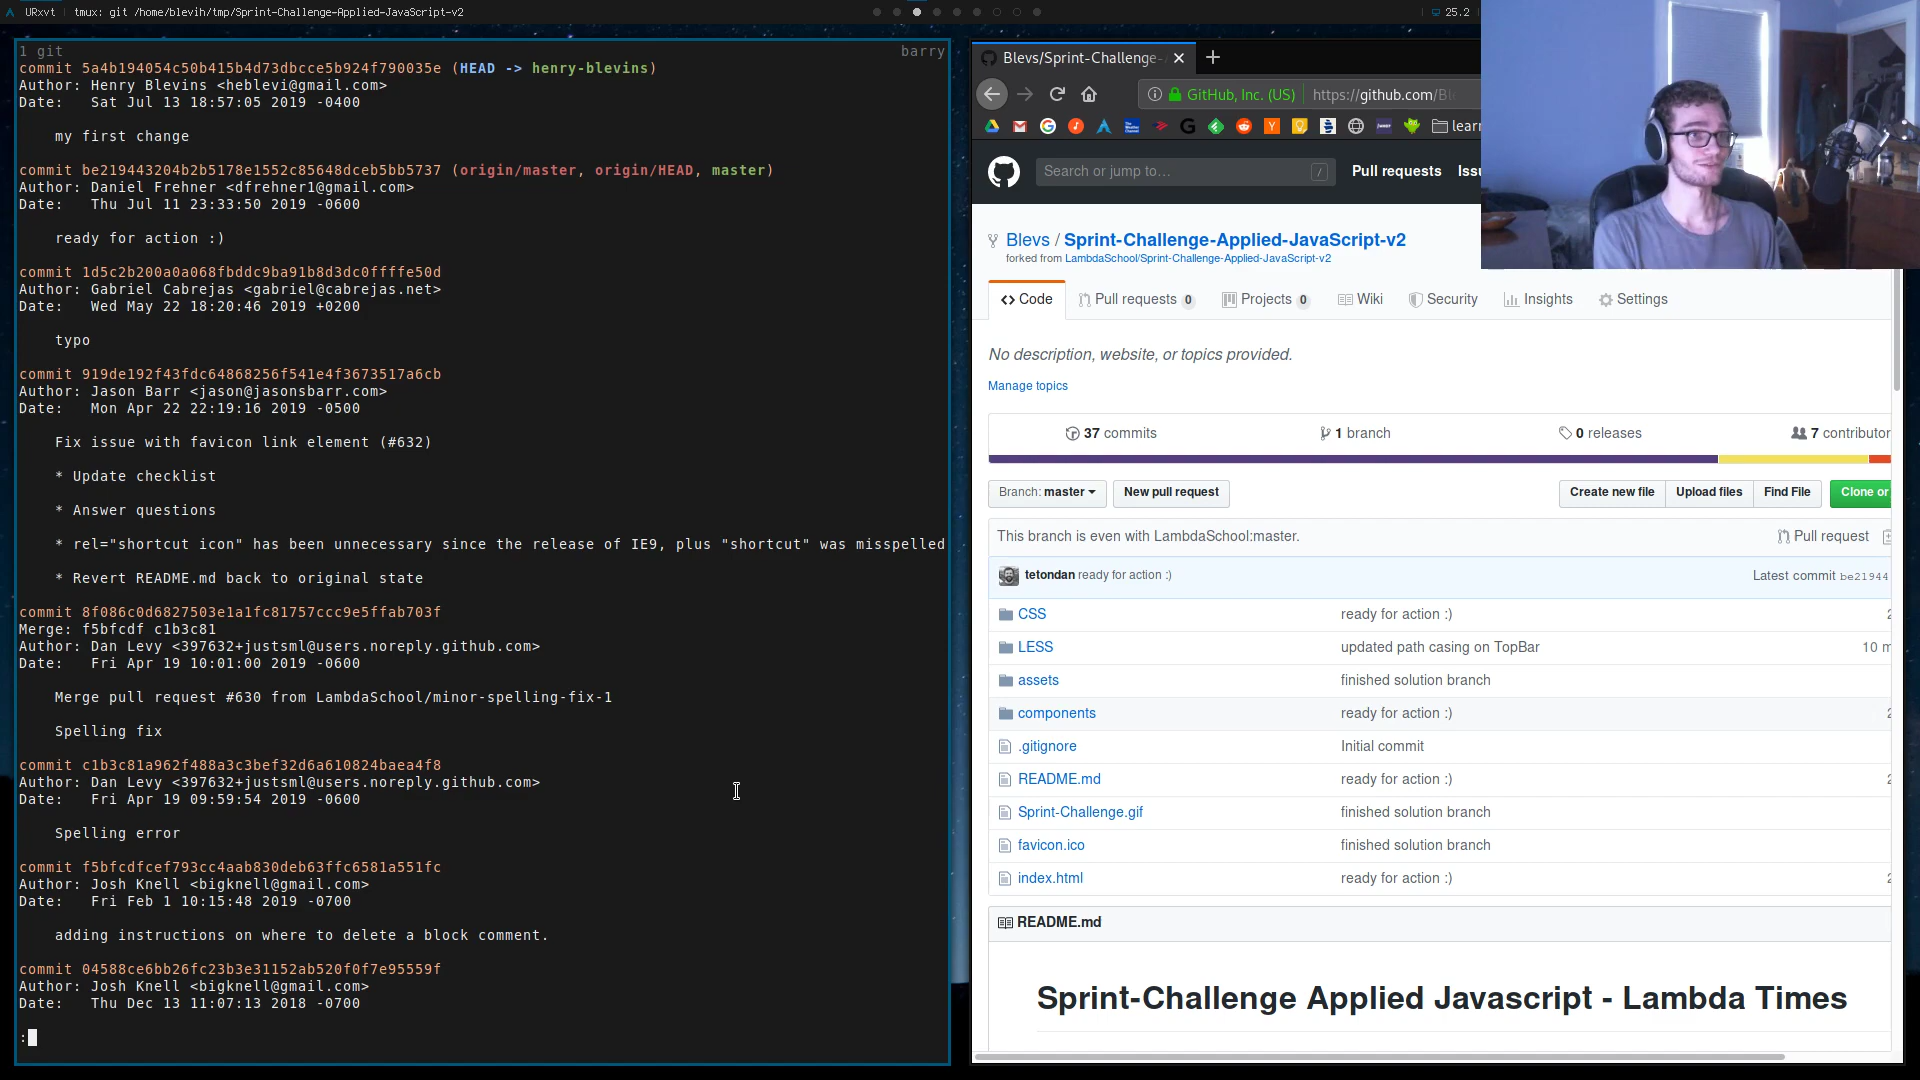 URxvt tmux: git /home/blevih/tmp/Sprint-Challenge-Applied-JavaScript-v2
25.2
1 git barry
commit 5a4b194054c50b415b4d73dbcce5b924f790035e (HEAD -> henry-blevins)
Author: Henry Blevins <heblevi@gmail.com>
Date:   Sat Jul 13 18:57:05 2019 -0400
my first change
commit be219443204b2b5178e1552c85648dceb5bb5737 (origin/master, origin/HEAD, master)
Author: Daniel Frehner <dfrehner1@gmail.com>
Date:   Thu Jul 11 23:33:50 2019 -0600
ready for action :)
commit 1d5c2b200a0a068fbddc9ba91b8d3dc0ffffe50d
Author: Gabriel Cabrejas <gabriel@cabrejas.net>
Date:   Wed May 22 18:20:46 2019 +0200
typo
commit 919de192f43fdc64868256f541e4f3673517a6cb
Author: Jason Barr <jason@jasonsbarr.com>
Date:   Mon Apr 22 22:19:16 2019 -0500
Fix issue with favicon link element (#632)
* Update checklist
* Answer questions
* rel="shortcut icon" has been unnecessary since the release of IE9, plus "shortcut" was misspelled
* Revert README.md back to original state
commit 8f086c0d6827503e1a1fc81757ccc9e5ffab703f
Merge: f5bfcdf c1b3c81
Author: Dan Levy <397632+justsml@users.noreply.github.com>
Date:   Fri Apr 19 10:01:00 2019 -0600
Merge pull request #630 from LambdaSchool/minor-spelling-fix-1
Spelling fix
commit c1b3c81a962f488a3c3bef32d6a610824baea4f8
Author: Dan Levy <397632+justsml@users.noreply.github.com>
Date:   Fri Apr 19 09:59:54 2019 -0600
Spelling error
commit f5bfcdfcef793cc4aab830deb63ffc6581a551fc
Author: Josh Knell <bigknell@gmail.com>
Date:   Fri Feb 1 10:15:48 2019 -0700
adding instructions on where to delete a block comment.
commit 04588ce6bb26fc23b3e31152ab520f0f7e95559f
Author: Josh Knell <bigknell@gmail.com>
Date:   Thu Dec 13 11:07:13 2018 -0700
:
Blevs/Sprint-Challenge-
GitHub, Inc. (US) https://github.com/Bl
lear
Search or jump to… / Pull requests Iss
Blevs / Sprint-Challenge-Applied-JavaScript-v2
forked from LambdaSchool/Sprint-Challenge-Applied-JavaScript-v2
Code Pull requests 0 Projects 0 Wiki Security Insights Settings
No description, website, or topics provided.
Manage topics
37 commits 1 branch 0 releases 7 contributor
Branch: master New pull request Create new file Upload files Find File Clone or
This branch is even with LambdaSchool:master. Pull request
tetondan ready for action :) Latest commit be21944
CSS ready for action :) 2
LESS updated path casing on TopBar 10 m
assets finished solution branch
components ready for action :) 2
.gitignore Initial commit
README.md ready for action :) 2
Sprint-Challenge.gif finished solution branch
favicon.ico finished solution branch
index.html ready for action :) 2
README.md
Sprint-Challenge Applied Javascript - Lambda Times